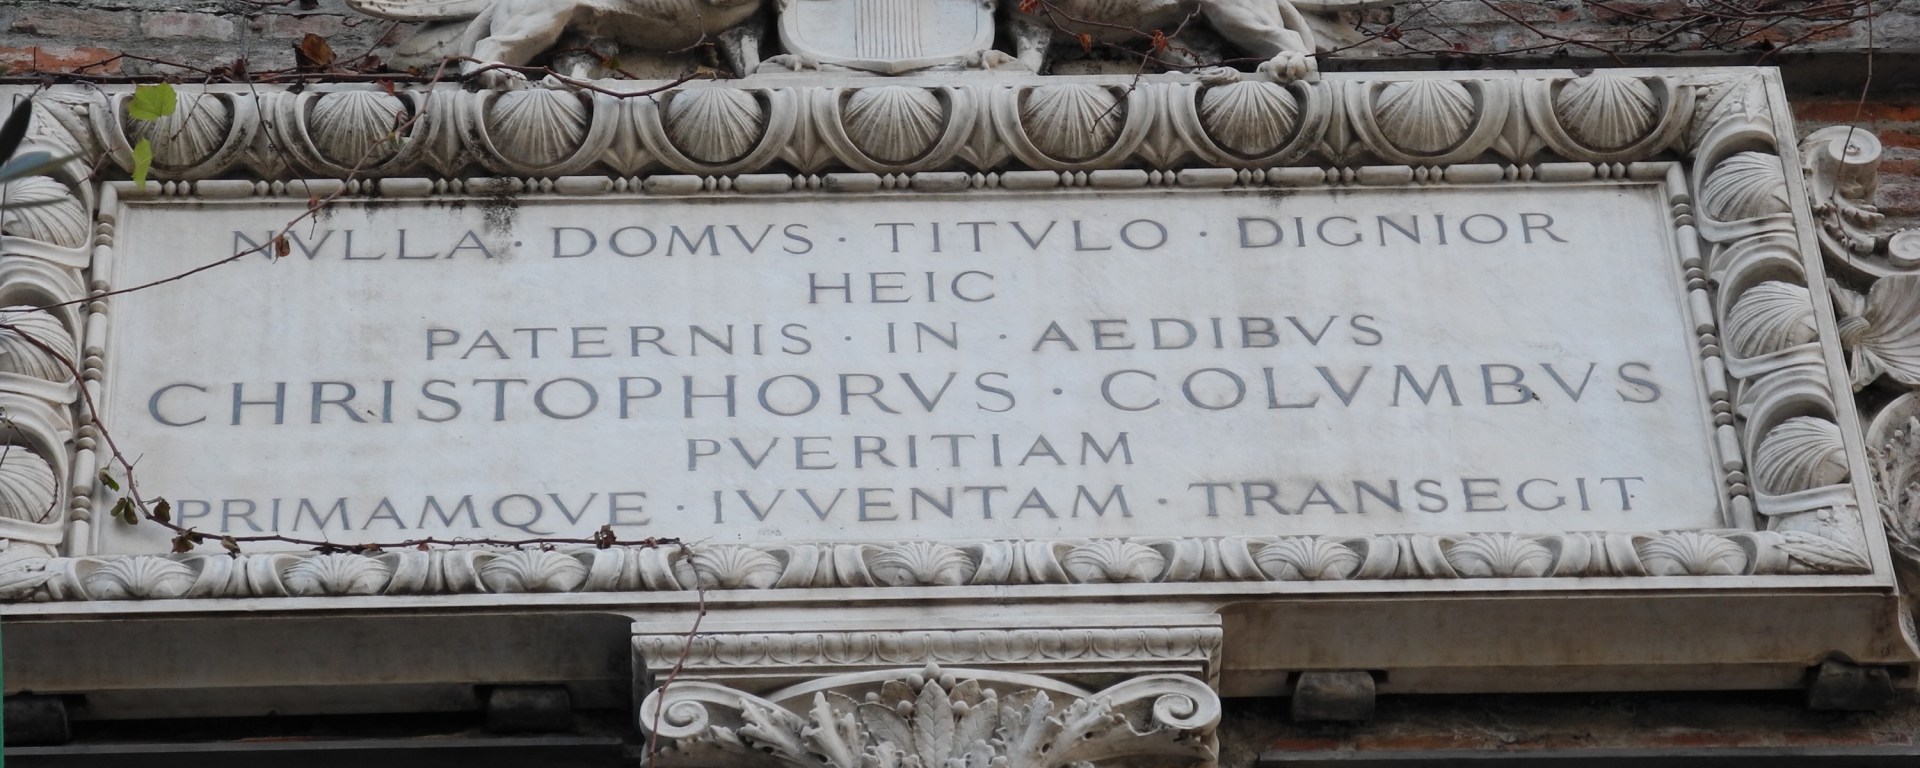 NVLLA · DOMVS · TITVLO · DIGNIOR
HEIC
PATERNIS · IN · AEDIBVS
CHRISTOPHORVS · COLVMBVS
PVERITIAM
PRIMAMQVE · IVVENTAM · TRANSEGIT